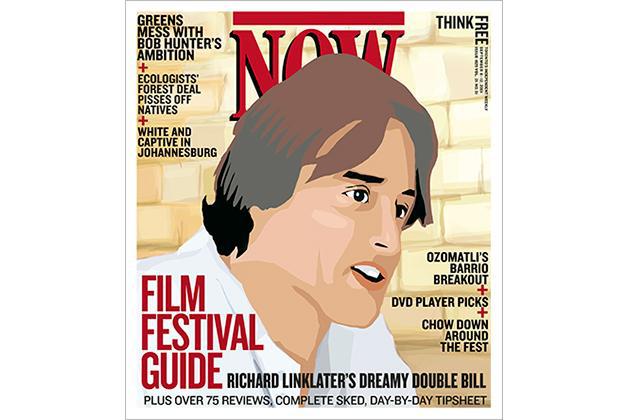 GREENS
MESS WITH
BOB HUNTER'S
AMBITION
+
ECOLOGISTS'
FOREST DEAL
PISSES OFF
NATIVES
+
WHITE AND
CAPTIVE IN
JOHANNESBURG
NOW
THINK FREE
OZOMATLI'S
BARRIO
BREAKOUT
+
DVD PLAYER PICKS
+
CHOW DOWN
AROUND
THE FEST
FILM
FESTIVAL
GUIDE
RICHARD LINKLATER'S DREAMY DOUBLE BILL
PLUS OVER 75 REVIEWS, COMPLETE SKED, DAY-BY-DAY TIPSHEET